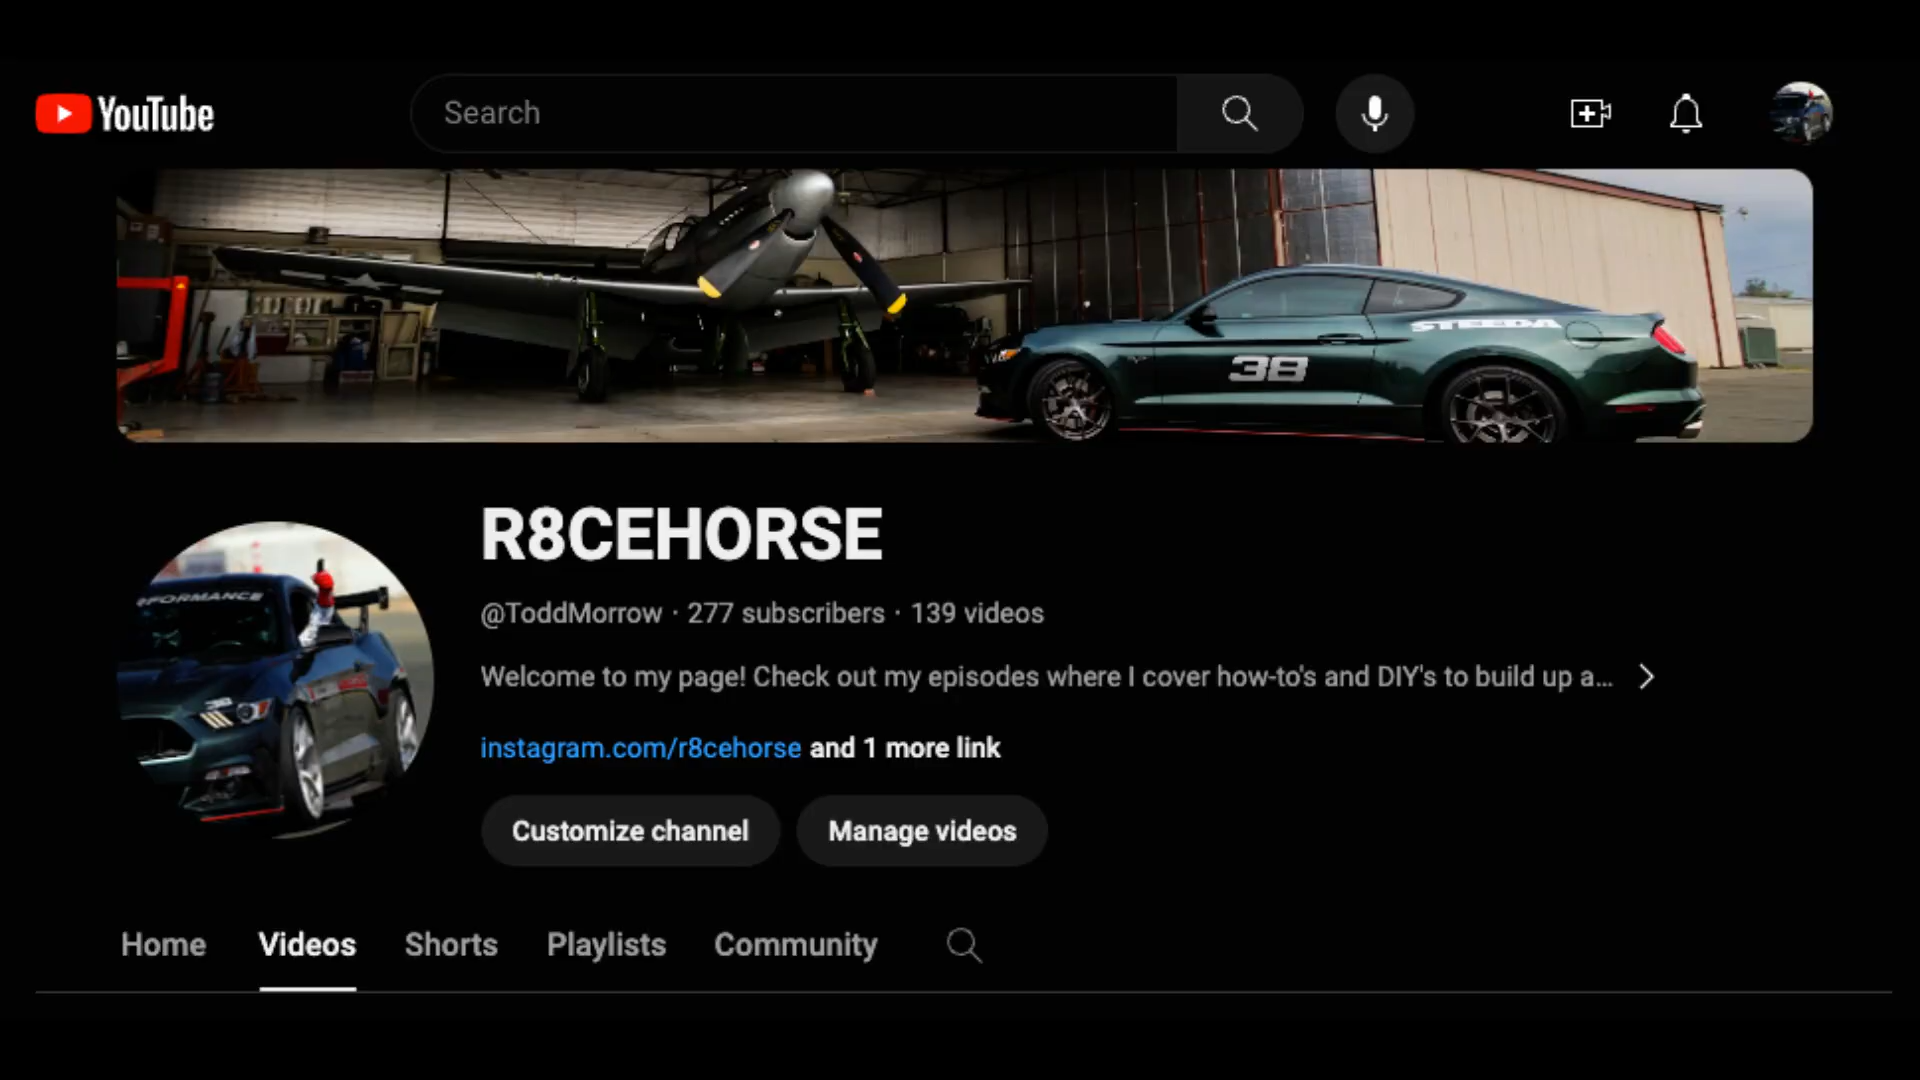 YouTube
Search
STEEDA
38
R8CEHORSE
RFORMANCE
@ToddMorrow · 277 subscribers · 139 videos
Welcome to my page! Check out my episodes where I cover how-to's and DIY's to build up a...
instagram.com/r8cehorse and 1 more link
Customize channel
Manage videos
Home
Videos
Shorts
Playlists
Community